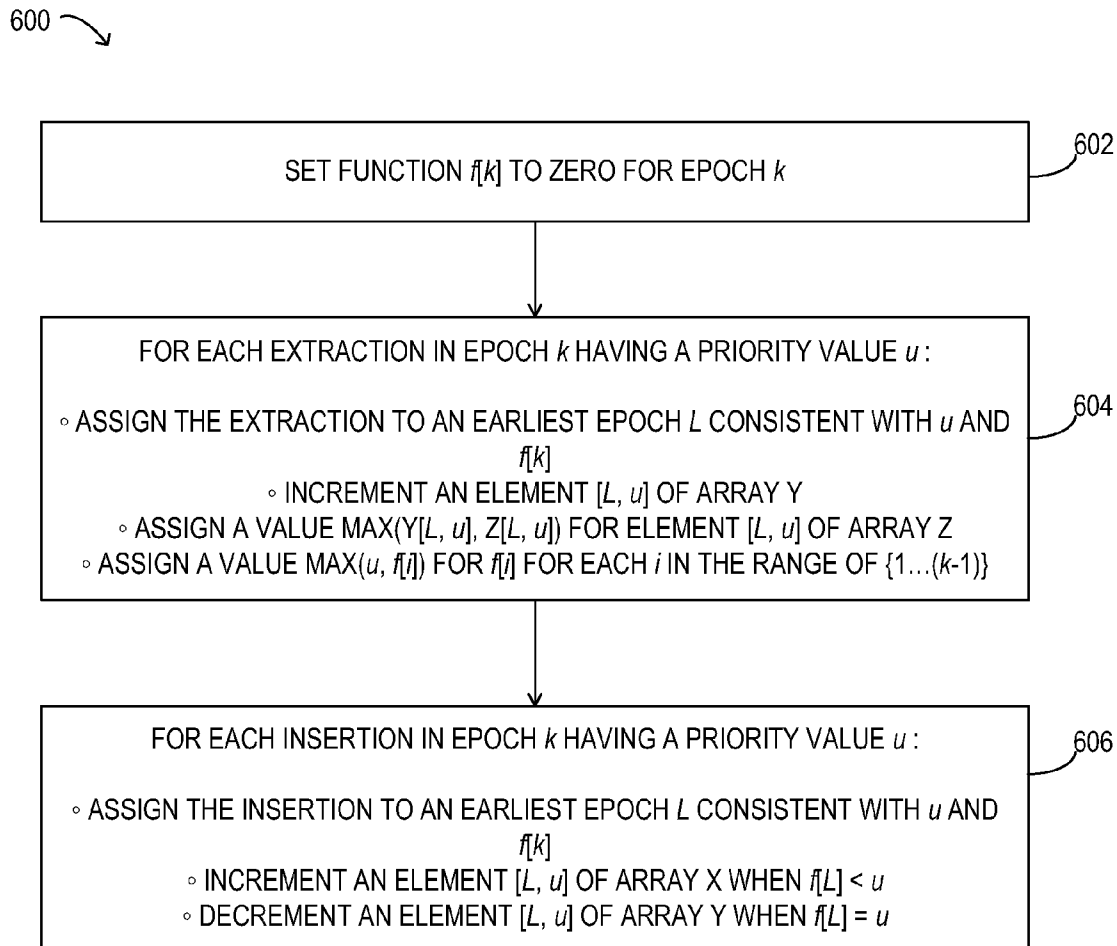 600
SET FUNCTION f[k] TO ZERO FOR EPOCH k
602
FOR EACH EXTRACTION IN EPOCH k HAVING A PRIORITY VALUE u :
604
◦ ASSIGN THE EXTRACTION TO AN EARLIEST EPOCH L CONSISTENT WITH u AND
f[k]
◦ INCREMENT AN ELEMENT [L, u] OF ARRAY Y
◦ ASSIGN A VALUE MAX(Y[L, u], Z[L, u]) FOR ELEMENT [L, u] OF ARRAY Z
◦ ASSIGN A VALUE MAX(u, f[i]) FOR f[i] FOR EACH i IN THE RANGE OF {1...(k-1)}
FOR EACH INSERTION IN EPOCH k HAVING A PRIORITY VALUE u :
606
◦ ASSIGN THE INSERTION TO AN EARLIEST EPOCH L CONSISTENT WITH u AND
f[k]
◦ INCREMENT AN ELEMENT [L, u] OF ARRAY X WHEN f[L] < u
◦ DECREMENT AN ELEMENT [L, u] OF ARRAY Y WHEN f[L] = u